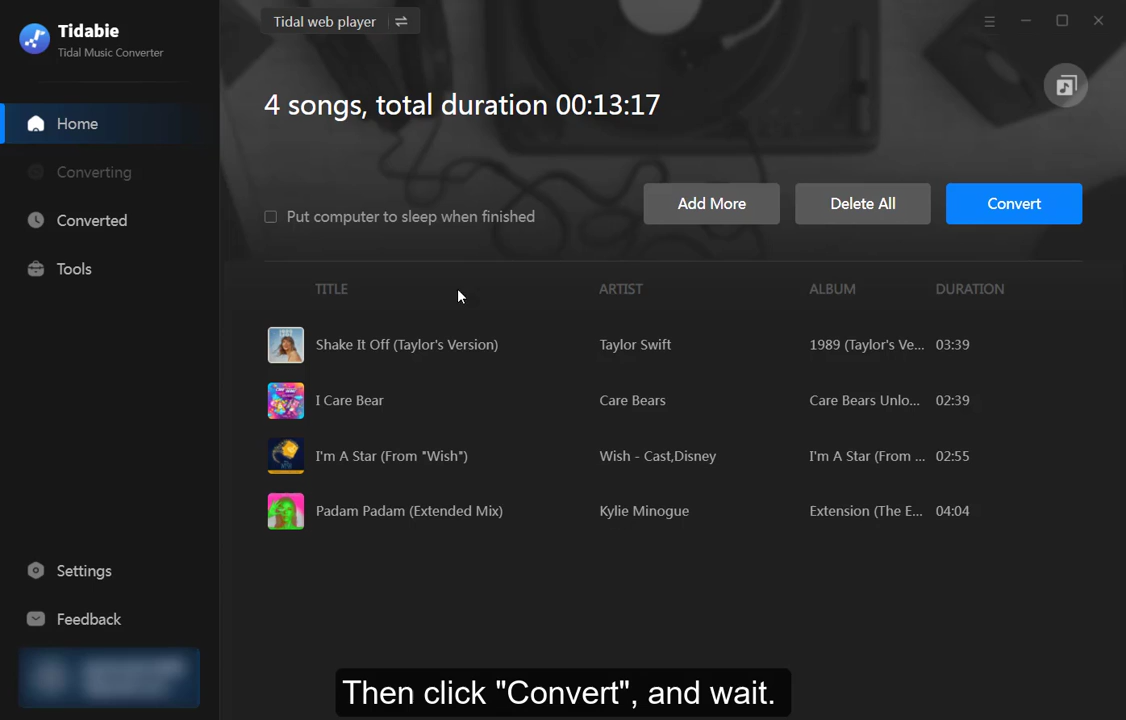 Tidabie
Tidal Music Converter
Tidal web player
4 songs, total duration 00:13:17
Home
Converting
Converted
Tools
Put computer to sleep when finished
Add More
Delete All
Convert
TITLE ARTIST ALBUM DURATION
Shake It Off (Taylor's Version) Taylor Swift 1989 (Taylor's Ve... 03:39
I Care Bear Care Bears Care Bears Unlo... 02:39
I'm A Star (From "Wish") Wish - Cast,Disney I'm A Star (From ... 02:55
Padam Padam (Extended Mix) Kylie Minogue Extension (The E... 04:04
Settings
Feedback
Then click "Convert", and wait.